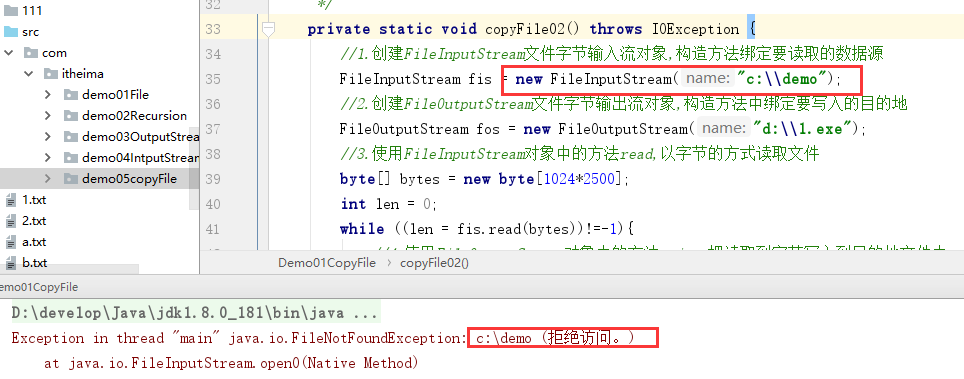 111
src
com
itheima
demo01File
demo02Recursion
demo03OutputStrea
demo04IntputStrean
demo05copyFile
1.txt
2.txt
a.txt
b.txt
32 */
33 private static void copyFile02() throws IOException {
34 //1.创建FileInputStream文件字节输入流对象,构造方法绑定要读取的数据源
35 FileInputStream fis = new FileInputStream( name: "c:\\demo");
36 //2.创建FileOutputStream文件字节输出流对象,构造方法中绑定要写入的目的地
37 FileOutputStream fos = new FileOutputStream( name: "d:\\1.exe");
38 //3.使用FileInputStream对象中的方法read,以字节的方式读取文件
39 byte[] bytes = new byte[1024*2500];
40 int len = 0;
41 while ((len = fis.read(bytes))!=-1){
Demo01CopyFile › copyFile02()
emo01CopyFile
D:\develop\Java\jdk1.8.0_181\bin\java ...
Exception in thread "main" java.io.FileNotFoundException: c:\demo (拒绝访问。)
at java.io.FileInputStream.open0(Native Method)